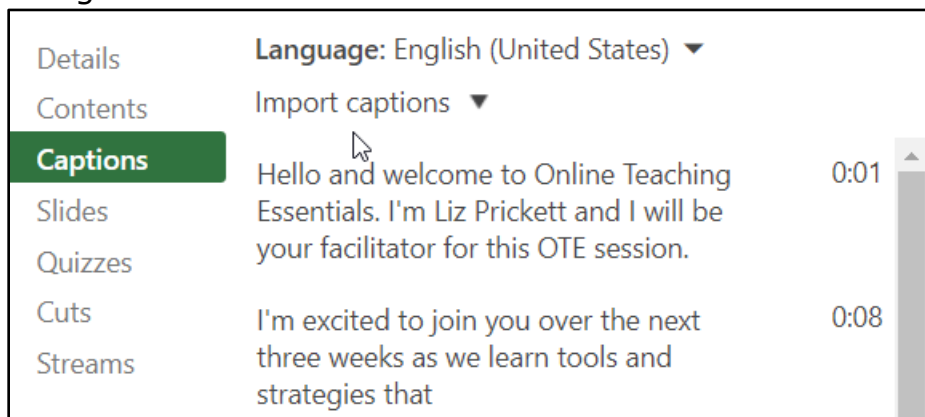 Details
Contents
Captions
Slides
Quizzes
Cuts
Streams
Language: English (United States)
Import captions
Hello and welcome to Online Teaching 0:01
Essentials. I'm Liz Prickett and I will be
your facilitator for this OTE session.
I'm excited to join you over the next 0:08
three weeks as we learn tools and
strategies that